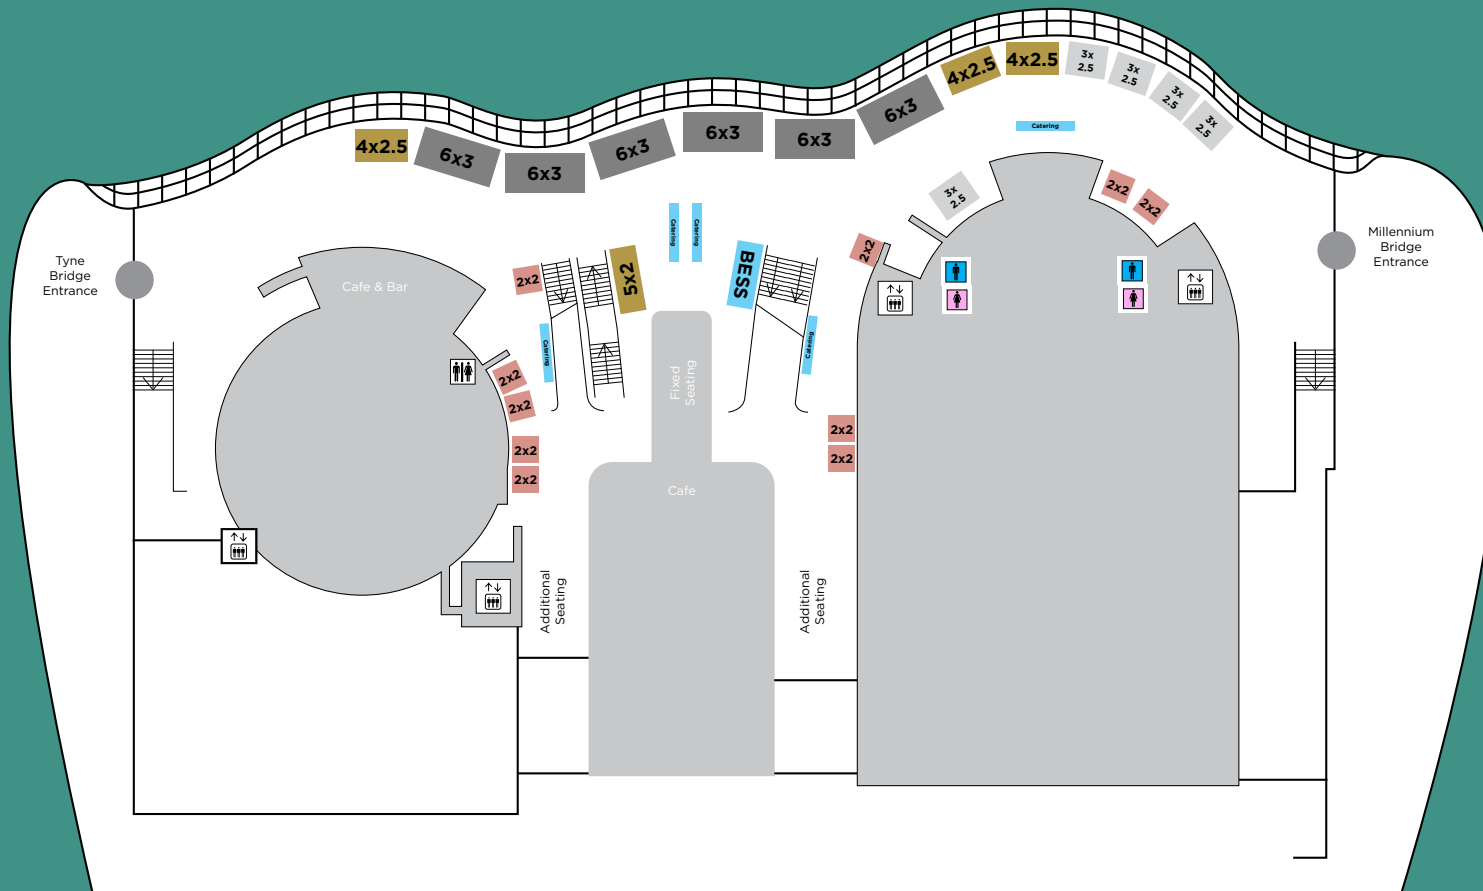 4x2.5
4x2.5
3x
2.5
3x
2.5
3x
2.5
3x
2.5
6x3
6x3
6x3
6x3
6x3
6x3
4x2.5
Catering
3x
2.5
2x2
2x2
2x2
Catering
Catering
Tyne
Bridge
Entrance
Millennium
Bridge
Entrance
Cafe & Bar
2x2
5x2
BESS
Catering
Catering
2x2
2x2
2x2
2x2
Fixed
Seating
2x2
2x2
Cafe
Additional
Seating
Additional
Seating